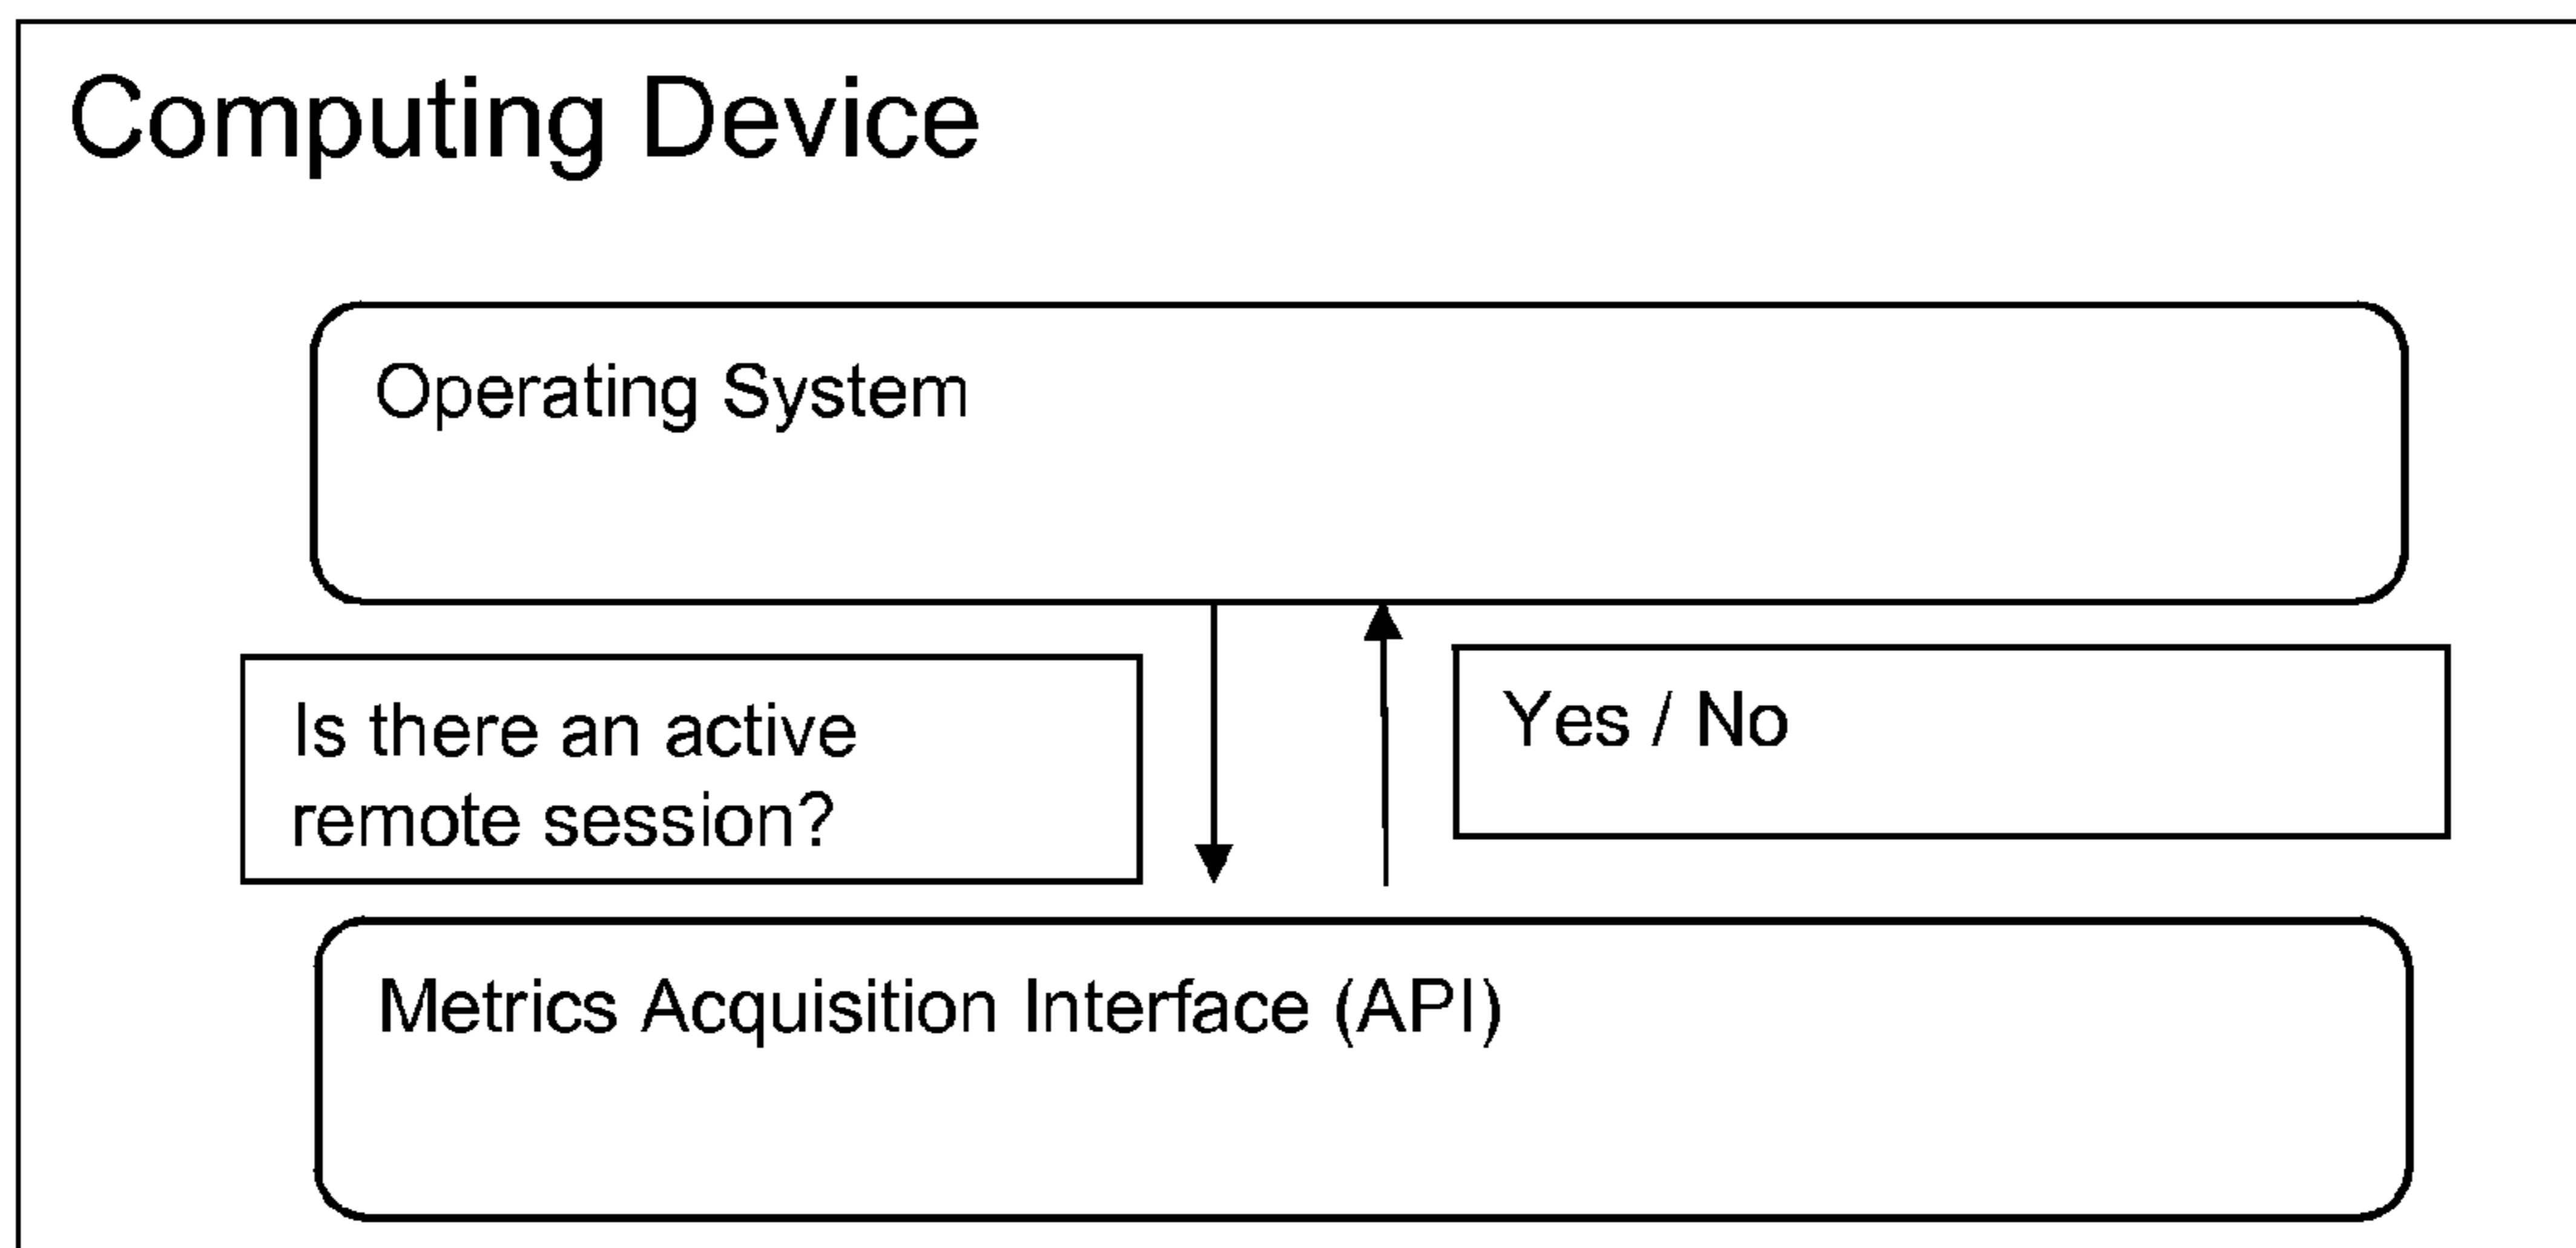 Computing Device
Operating System
Is there an active
remote session?
Yes / No
Metrics Acquisition Interface (API)